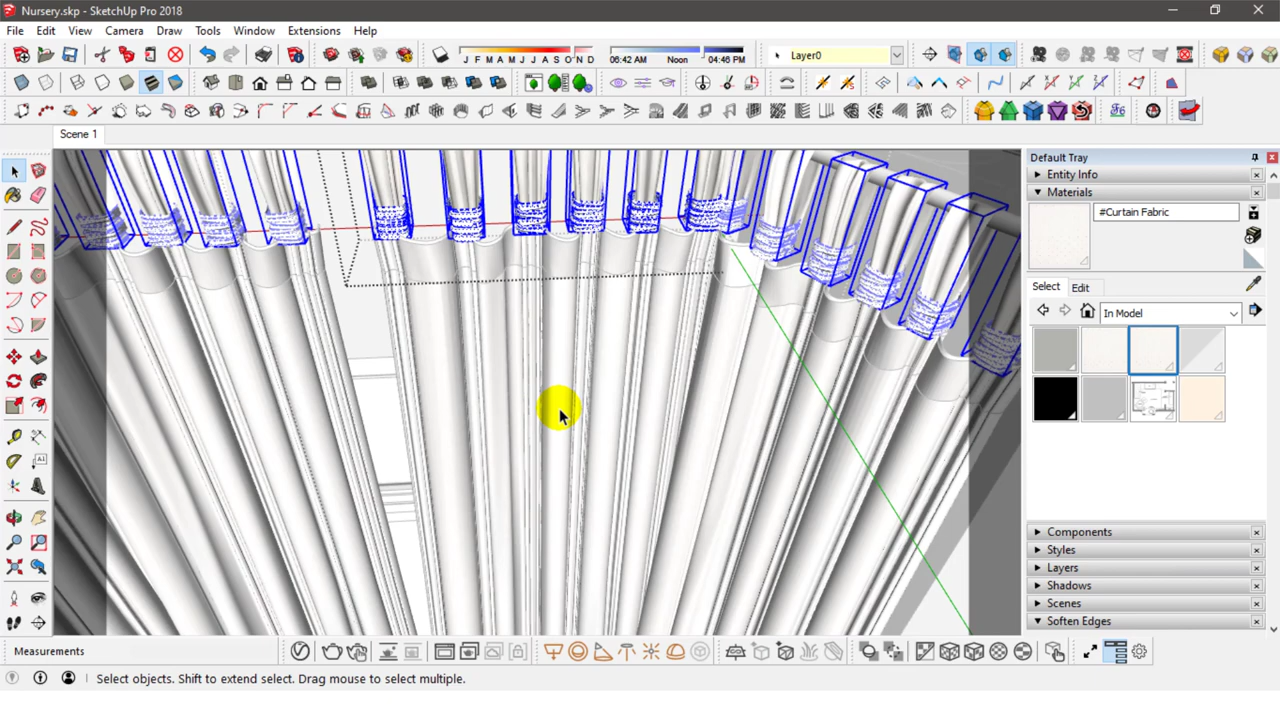 Nursery.skp - SketchUp Pro 2018
File Edit View Camera Draw Tools Window Extensions Help
J F M A M J J A S O N D
06:42 AM Noon 04:46 PM
Layer0
Scene 1
Default Tray
Entity Info
Materials
#Curtain Fabric
Select Edit
In Model
A1
Components
Styles
Layers
Shadows
Scenes
Soften Edges
Measurements
Select objects. Shift to extend select. Drag mouse to select multiple.